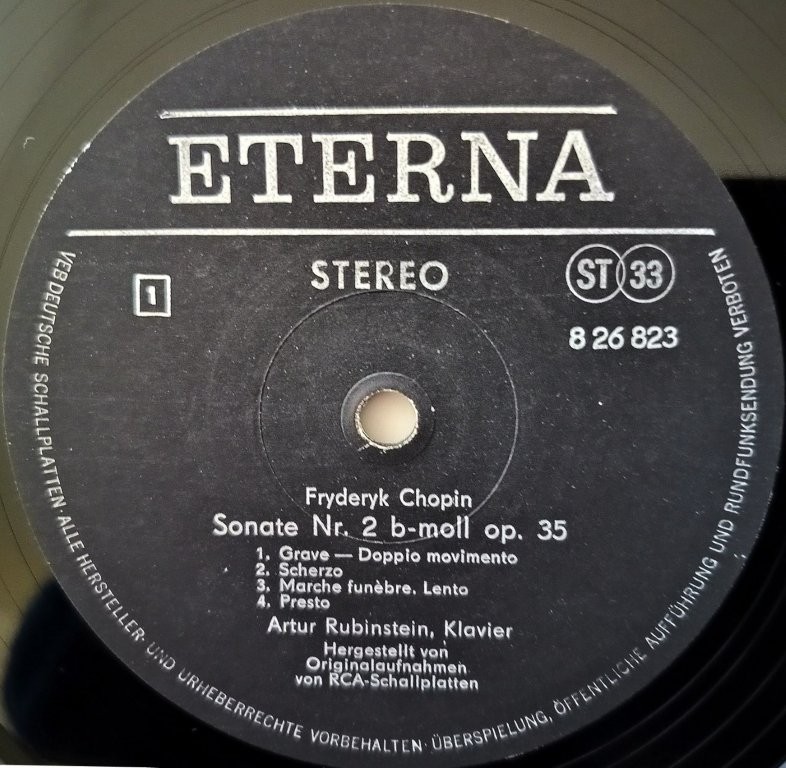 ETERNA
STEREO
1
ST 33
8 26 823
Fryderyk Chopin
Sonate Nr. 2 b-moll op. 35
1. Grave — Doppio movimento
2. Scherzo
3. Marche funèbre. Lento
4. Presto
Artur Rubinstein, Klavier
Hergestellt von
Originalaufnahmen
von RCA-Schallplatten
VEB DEUTSCHE SCHALLPLATTEN · ALLE HERSTELLER- UND URHEBERRECHTE VORBEHALTEN · ÜBERSPIELUNG, ÖFFENTLICHE AUFFÜHRUNG UND RUNDFUNKSENDUNG VERBOTEN